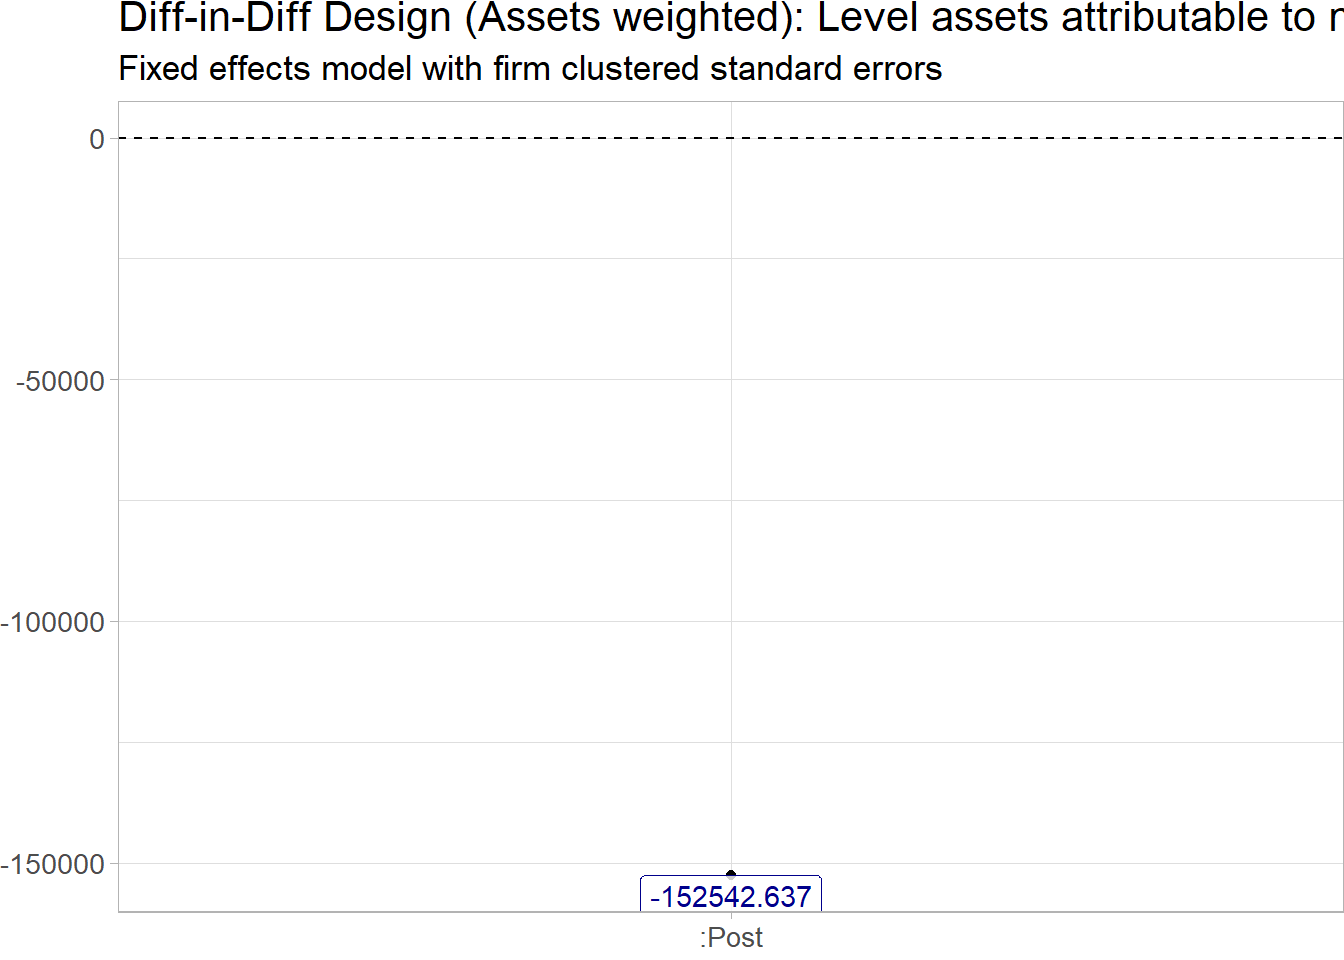 Diff-in-Diff Design (Assets weighted): Level assets attributable to
Fixed effects model with firm clustered standard errors
0
-50000
-100000
-150000
-152542.637
:Post